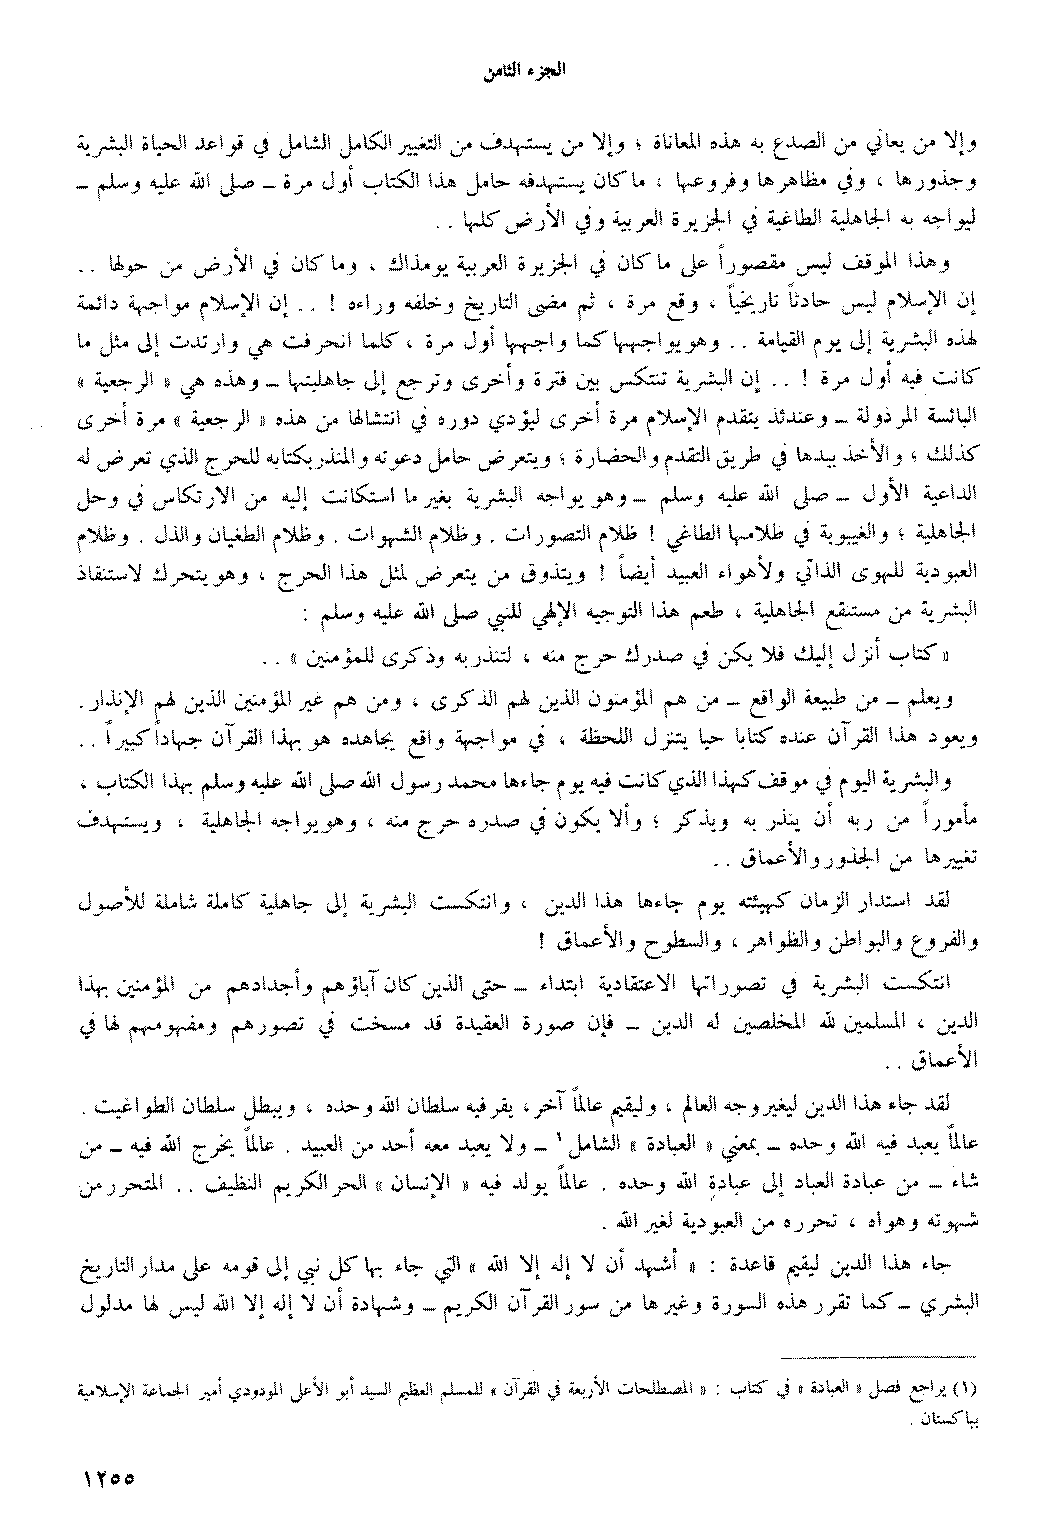 الجزء الثامن
وإلا من يعاني من الصدع به هذه المعاناة ؛ وإلا من يستهدف من التغيير الكامل الشامل في قواعد الحياة البشرية
وجذورها ، وفي مظاهرها وفروعها ، ما كان يستهدفه حامل هذا الكتاب أول مرة – صلى الله عليه وسلم –
ليواجه به الجاهلية الطاغية في الجزيرة العربية وفي الأرض كلها . .
وهذا الموقف ليس مقصوراً على ما كان في الجزيرة العربية يومذاك ، وما كان في الأرض من حولها . .
إن الإسلام ليس حادثاً تاريخياً ، وقع مرة ، ثم مضى التاريخ وخلفه وراءه ! . . إن الإسلام مواجهة دائمة
لهذه البشرية إلى يوم القيامة . . وهو يواجهها كما واجهها أول مرة ، كلما انحرفت هي وارتدت إلى مثل ما
كانت فيه أول مرة ! . . إن البشرية تنتكس بين فترة وأخرى وترجع إلى جاهليتها – وهذه هي « الرجعية »
البائسة المرذولة – وعندئذ يتقدم الإسلام مرة أخرى ليؤدي دوره في انتشالها من هذه « الرجعية » مرة أخرى
كذلك ؛ والأخذ بيدها في طريق التقدم والحضارة ؛ ويتعرض حامل دعوته والمنذر بكتابه للحرج الذي تعرض له
الداعية الأول – صلى الله عليه وسلم – وهو يواجه البشرية بغير ما استكانت إليه من الارتكاس في وحل
الجاهلية ؛ والغيبوبة في ظلامها الطاغي ! ظلام التصورات . وظلام الشهوات . وظلام الطغيان والذل . وظلام
العبودية للهوى الذاتي ولأهواء العبيد أيضاً ! ويتذوق من يتعرض لمثل هذا الحرج ، وهو يتحرك لاستنقاذ
البشرية من مستنقع الجاهلية ، طعم هذا التوجيه الإلهي للنبي صلى الله عليه وسلم :
« كتاب أنزل إليك فلا يكن في صدرك حرج منه ، لتنذر به وذكرى للمؤمنين » . .
ويعلم – من طبيعة الواقع – من هم المؤمنون الذين لهم الذكرى ، ومن هم غير المؤمنين الذين لهم الإنذار .
ويعود هذا القرآن عنده كتابا حيا يتنزل اللحظة ، في مواجهة واقع يجاهده هو بهذا القرآن جهاداً كبيراً . .
والبشرية اليوم في موقف كهذا الذي كانت فيه يوم جاءها محمد رسول الله صلى الله عليه وسلم بهذا الكتاب ،
مأموراً من ربه أن ينذر به ويذكر ؛ وألا يكون في صدره حرج منه ، وهو يواجه الجاهلية ، ويستهدف
تغييرها من الجذور والأعماق . .
لقد استدار الزمان كهيئته يوم جاءها هذا الدين ، وانتكست البشرية إلى جاهلية كاملة شاملة للأصول
والفروع والبواطن والظواهر ، والسطوح والأعماق !
انتكست البشرية في تصوراتها الاعتقادية ابتداء – حتى الذين كان آباؤهم وأجدادهم من المؤمنين بهذا
الدين ، المسلمين لله المخلصين له الدين – فإن صورة العقيدة قد مسخت في تصورهم ومفهومهم لها في
الأعماق . .
لقد جاء هذا الدين ليغير وجه العالم ، وليقيم عالماً آخر، يقر فيه سلطان الله وحده ، ويبطل سلطان الطواغيت .
عالماً يعبد فيه الله وحده – بمعني « العبادة » الشامل ١ – ولا يعبد معه أحد من العبيد . عالماً يخرج الله فيه – من
شاء – من عبادة العباد إلى عبادةِ الله وحده . عالماً يولد فيه « الإنسان » الحر الكريم النظيف . . المتحرر من
شهوته وهواه ، تحرره من العبودية لغير الله .
جاء هذا الدين ليقيم قاعدة : « أشهد أن لا إله إلا الله » التي جاء بها كل نبي إلى قومه على مدار التاريخ
البشري – كما تقرر هذه السورة وغيرها من سور القرآن الكريم – وشهادة أن لا إله إلا الله ليس لها مدلول
(١) يراجع فصل « العبادة » في كتاب : « المصطلحات الأربعة في القرآن » للمسلم العظيم السيد أبو الأعلى المودودي أمير الجماعة الإسلامية
بباكستان .
١٢٥٥